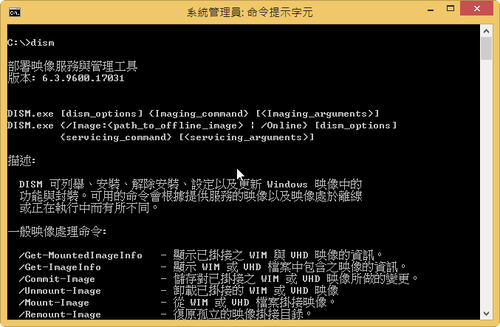 系統管理員: 命令提示字元
C:\>dism
部署映像服務與管理工具
版本: 6.3.9600.17031
DISM.exe [dism_options] {Imaging_command} [<Imaging_arguments>]
DISM.exe {/Image:<path_to_offline_image> | /Online} [dism_options]
{servicing_command} [<servicing_arguments>]
描述:
DISM 可列舉、安裝、解除安裝、設定以及更新 Windows 映像中的
功能與封裝。可用的命令會根據提供服務的映像以及映像處於離線
或正在執行中而有所不同。
一般映像處理命令:
/Get-MountedImageInfo - 顯示已掛接之 WIM 與 VHD 映像的資訊。
/Get-ImageInfo - 顯示 WIM 或 VHD 檔案中包含之映像的資訊。
/Commit-Image - 儲存對已掛接之 WIM 或 VHD 映像所做的變更。
/Unmount-Image - 卸載已掛接的 WIM 或 VHD 映像
/Mount-Image - 從 WIM 或 VHD 檔案掛接映像。
/Remount-Image - 復原孤立的映像掛接目錄。